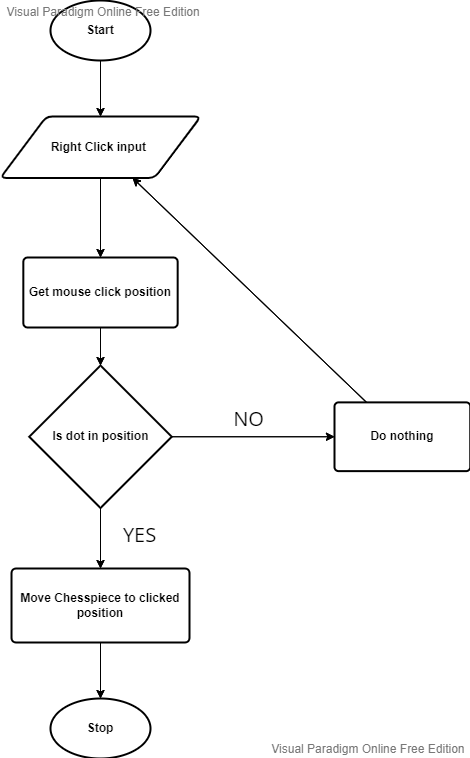 Visual Paradigm Online Free Edition
Start
Right Click input
Get mouse click position
Is dot in position
NO
Do nothing
YES
Move Chesspiece to clicked
position
Stop
Visual Paradigm Online Free Edition